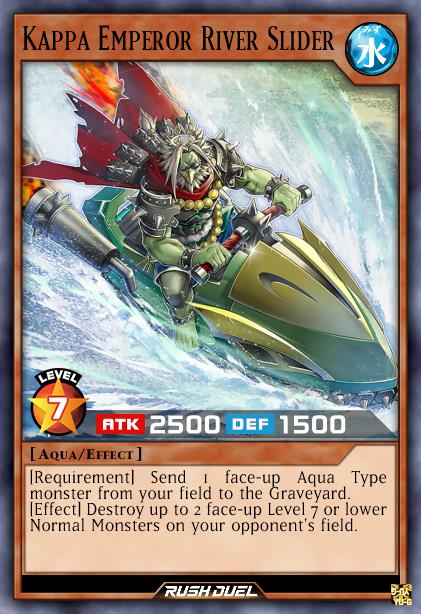 Kappa Emperor River Slider
みず
水
LEVEL
7
ATK 2500 DEF 1500
[Aqua/Effect]
[Requirement] Send 1 face-up Aqua Type
monster from your field to the Graveyard.
[Effect] Destroy up to 2 face-up Level 7 or lower
Normal Monsters on your opponent's field.
RUSH DUEL